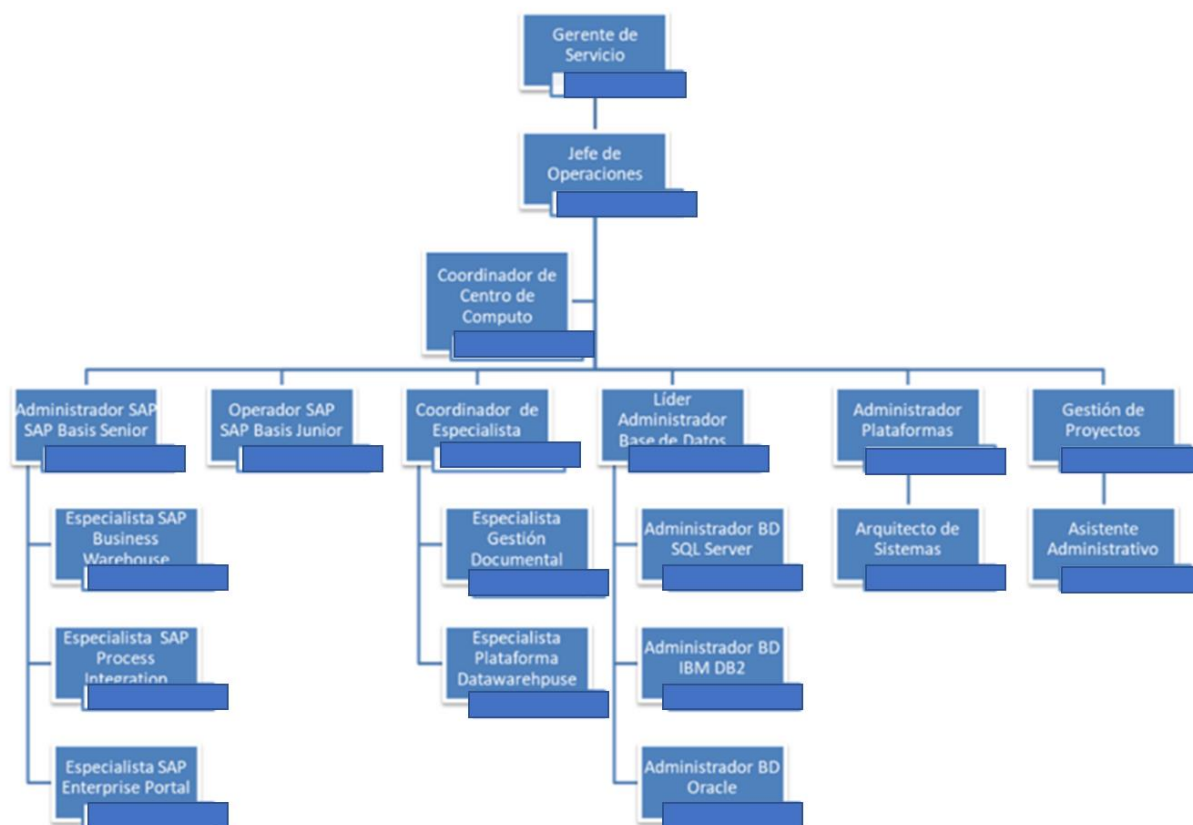 Gerente de
Servicio
Jefe de
Operaciones
Coordinador de
Centro de
Computo
Administrador SAP
SAP Basis Senior
Operador SAP
SAP Basis Junior
Coordinador de
Especialista
Líder
Administrador
Base de Datos
Administrador
Plataformas
Gestión de
Proyectos
Especialista SAP
Business
Warehouse
Especialista SAP
Process
Integration
Especialista SAP
Enterprise Portal
Especialista
Gestión
Documental
Especialista
Plataforma
Datawarehpuse
Administrador BD
SQL Server
Administrador BD
IBM DB2
Administrador BD
Oracle
Arquitecto de
Sistemas
Asistente
Administrativo